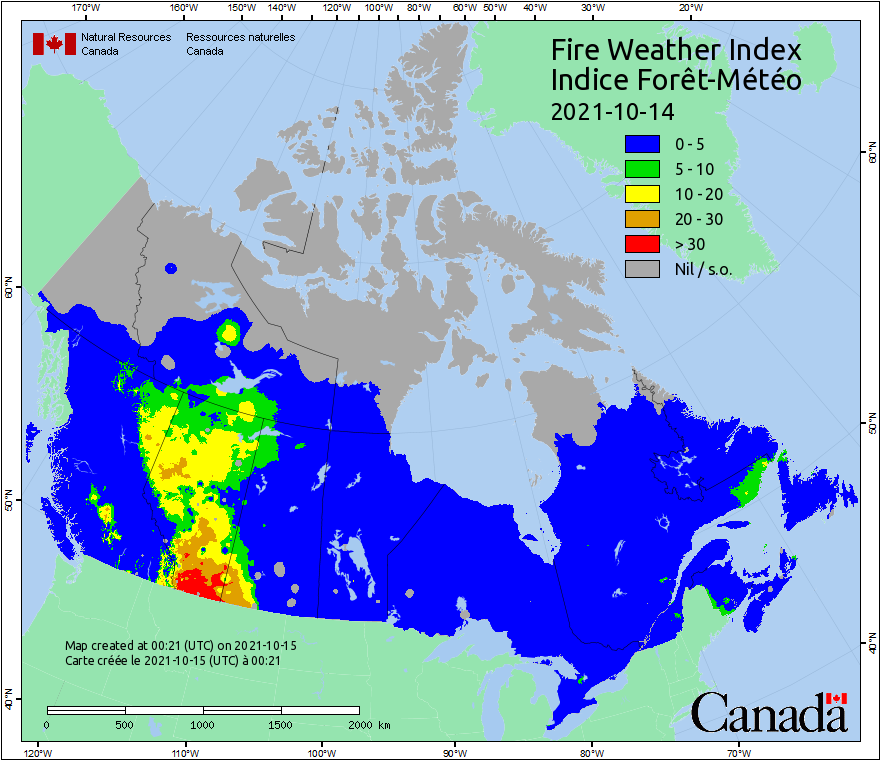 170°W 160°W 150°W 140°W 120°W 100°W 80°W 60°W 50°W 40°W 30°W 20°W
Natural Resources Ressources naturelles
Canada Canada
Fire Weather Index
Indice Forêt-Météo
2021-10-14
0 - 5
5 - 10
10 - 20
20 - 30
> 30
Nil / s.o.
60°N
60°N
50°N
50°N
40°N
40°N
Map created at 00:21 (UTC) on 2021-10-15
Carte créée le 2021-10-15 (UTC) à 00:21
0 500 1000 1500 2000 km
Canada
120°W 110°W 100°W 90°W 80°W 70°W